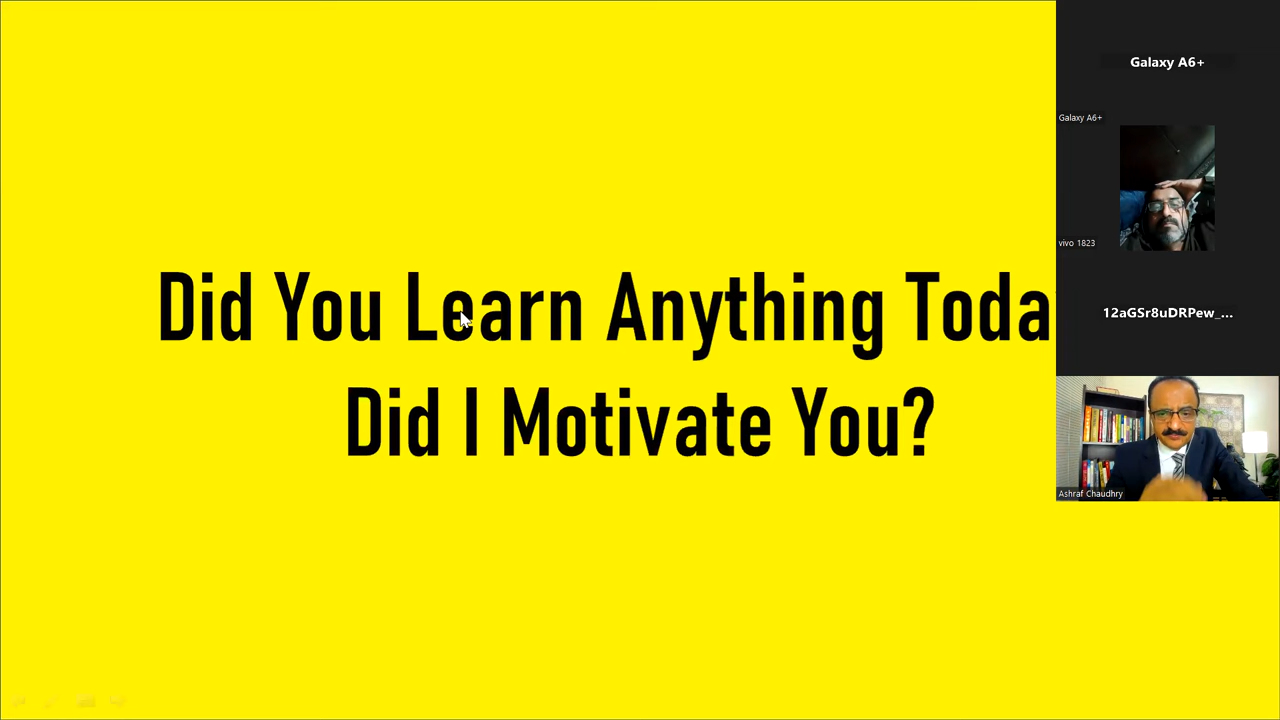 Did You Learn Anything Toda
Did I Motivate You?
Galaxy A6+
Galaxy A6+
vivo 1823
12aGSr8uDRPew_...
Ashraf Chaudhry